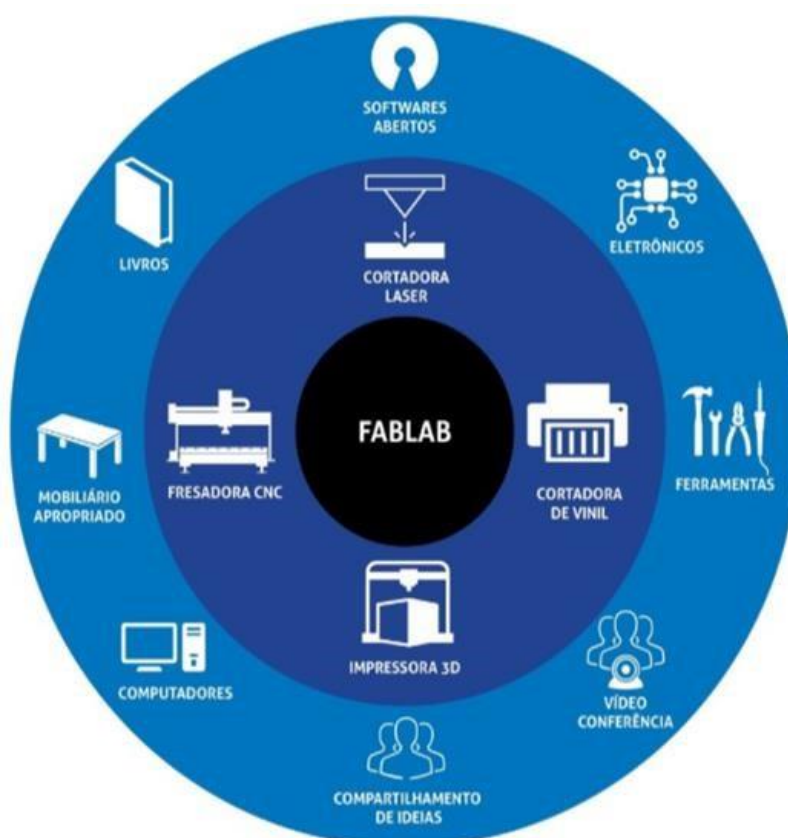 SOFTWARES
ABERTOS
LIVROS
ELETRÔNICOS
CORTADORA
LASER
FABLAB
MOBILIÁRIO
APROPRIADO
FRESADORA CNC
CORTADORA
DE VINIL
FERRAMENTAS
IMPRESSORA 3D
COMPUTADORES
VÍDEO
CONFERÊNCIA
COMPARTILHAMENTO
DE IDEIAS